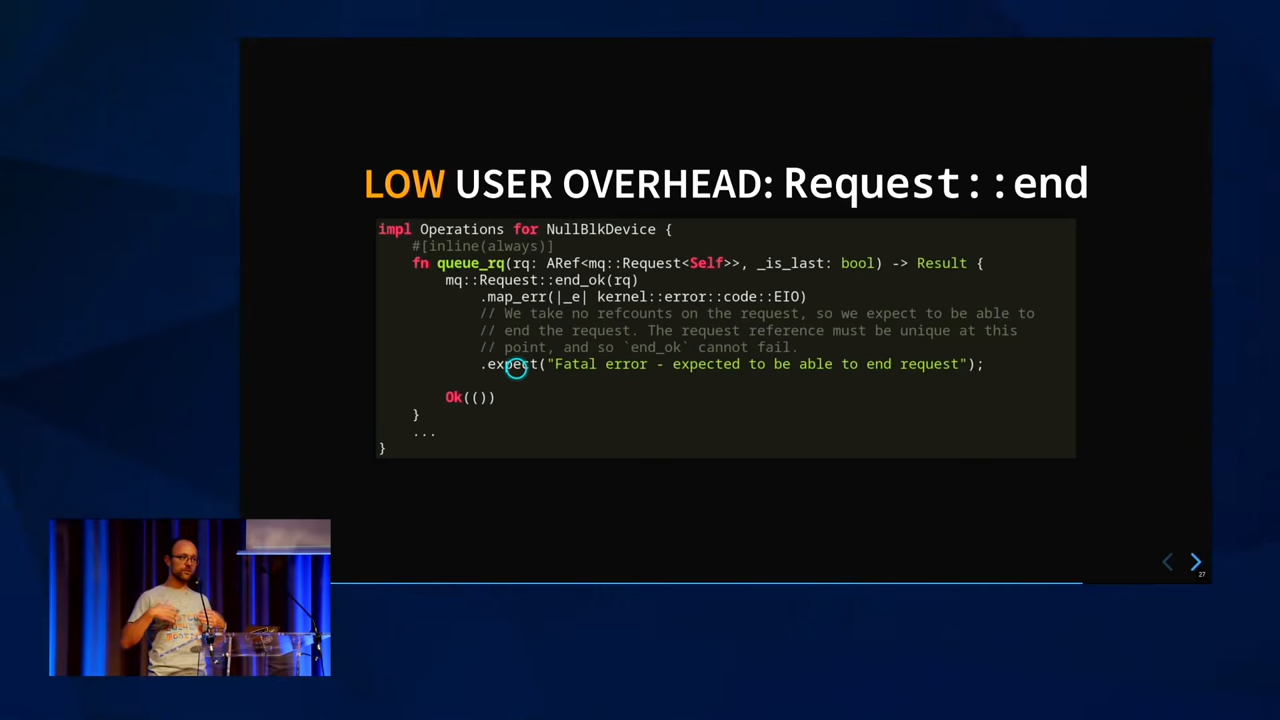 LOW USER OVERHEAD: Request::end
impl Operations for NullBlkDevice {
    #[inline(always)]
    fn queue_rq(rq: ARef<mq::Request<Self>>, _is_last: bool) -> Result {
        mq::Request::end_ok(rq)
            .map_err(|_e| kernel::error::code::EIO)
            // We take no refcounts on the request, so we expect to be able to
            // end the request. The request reference must be unique at this
            // point, and so `end_ok` cannot fail.
            .expect("Fatal error - expected to be able to end request");
        Ok(())
    }
    ...
}
27